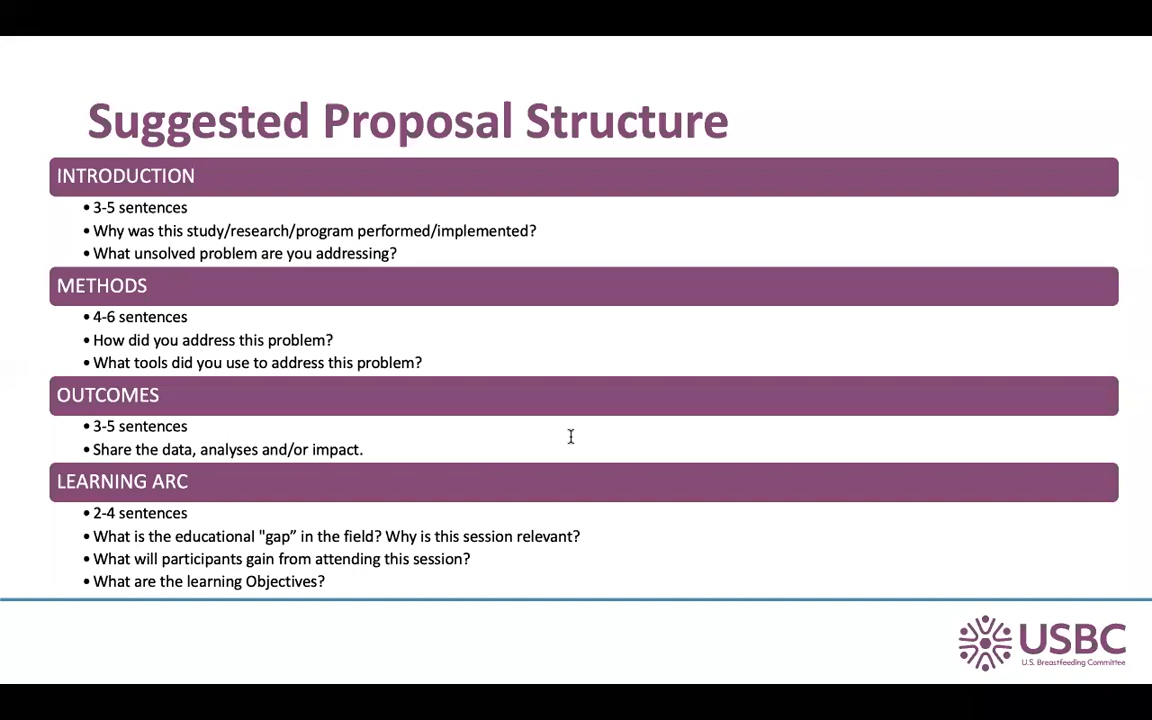 Suggested Proposal Structure
INTRODUCTION
• 3-5 sentences
• Why was this study/research/program performed/implemented?
• What unsolved problem are you addressing?
METHODS
• 4-6 sentences
• How did you address this problem?
• What tools did you use to address this problem?
OUTCOMES
• 3-5 sentences
• Share the data, analyses and/or impact.
LEARNING ARC
• 2-4 sentences
• What is the educational "gap” in the field? Why is this session relevant?
• What will participants gain from attending this session?
• What are the learning Objectives?
USBC
U.S. Breastfeeding Committee